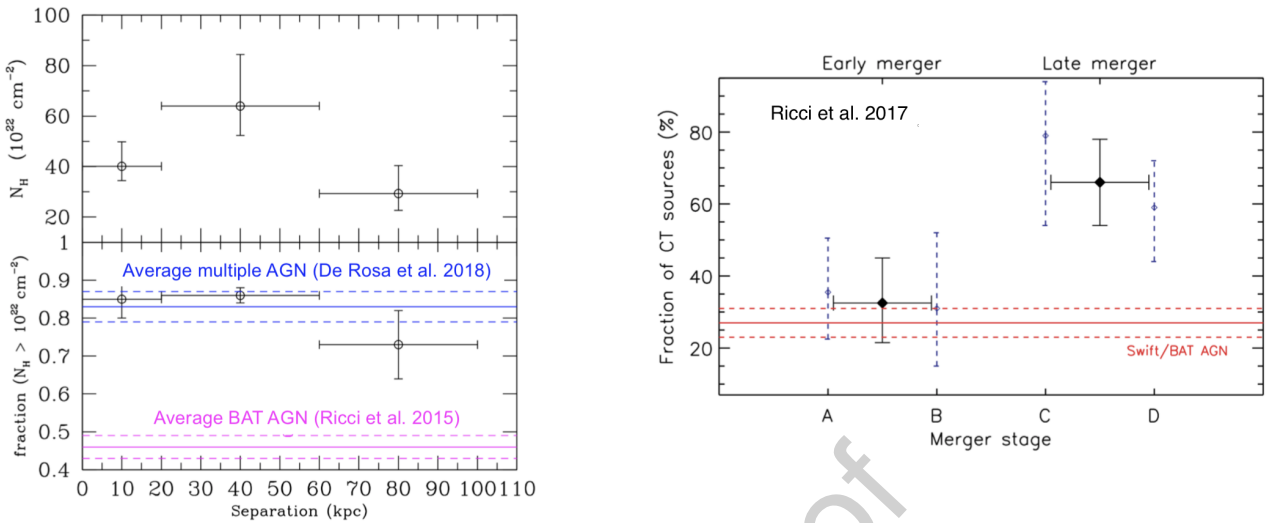 100
80
60
40
20
N_H (10^22 cm^-2)
1
0.9
0.8
0.7
0.6
0.5
0.4
fraction (N_H > 10^22 cm^-2)
Average multiple AGN (De Rosa et al. 2018)
Average BAT AGN (Ricci et al. 2015)
0 10 20 30 40 50 60 70 80 90 100 110
Separation (kpc)
Early merger Late merger
Ricci et al. 2017
80
60
40
20
Fraction of CT sources (%)
Swift/BAT AGN
A B C D
Merger stage
of